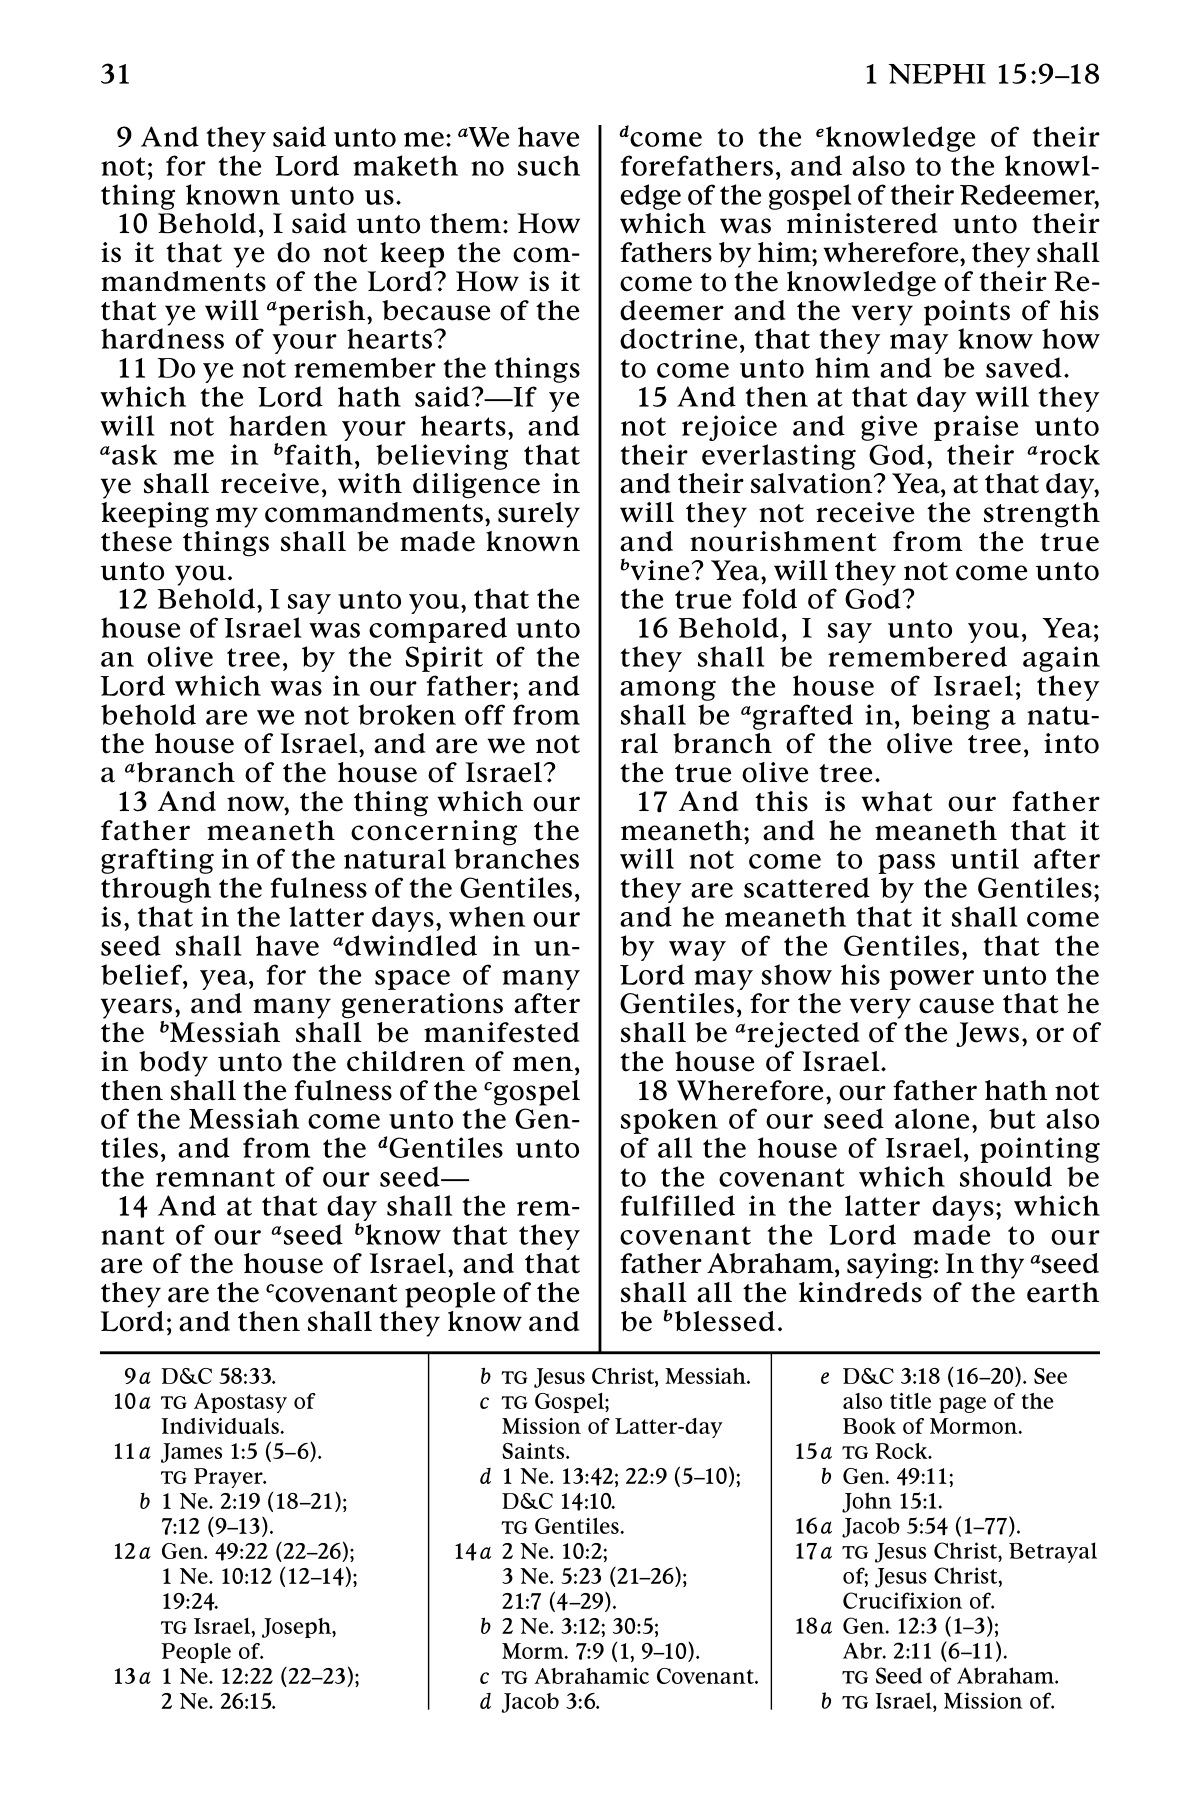 31
1 NEPHI 15:9–18
9 And they said unto me: aWe have
not; for the Lord maketh no such
thing known unto us.
10 Behold, I said unto them: How
is it that ye do not keep the com-
mandments of the Lord? How is it
that ye will aperish, because of the
hardness of your hearts?
11 Do ye not remember the things
which the Lord hath said?—If ye
will not harden your hearts, and
aask me in bfaith, believing that
ye shall receive, with diligence in
keeping my commandments, surely
these things shall be made known
unto you.
12 Behold, I say unto you, that the
house of Israel was compared unto
an olive tree, by the Spirit of the
Lord which was in our father; and
behold are we not broken off from
the house of Israel, and are we not
a abranch of the house of Israel?
13 And now, the thing which our
father meaneth concerning the
grafting in of the natural branches
through the fulness of the Gentiles,
is, that in the latter days, when our
seed shall have adwindled in un-
belief, yea, for the space of many
years, and many generations after
the bMessiah shall be manifested
in body unto the children of men,
then shall the fulness of the cgospel
of the Messiah come unto the Gen-
tiles, and from the dGentiles unto
the remnant of our seed—
14 And at that day shall the rem-
nant of our aseed bknow that they
are of the house of Israel, and that
they are the ccovenant people of the
Lord; and then shall they know and
dcome to the eknowledge of their
forefathers, and also to the knowl-
edge of the gospel of their Redeemer,
which was ministered unto their
fathers by him; wherefore, they shall
come to the knowledge of their Re-
deemer and the very points of his
doctrine, that they may know how
to come unto him and be saved.
15 And then at that day will they
not rejoice and give praise unto
their everlasting God, their arock
and their salvation? Yea, at that day,
will they not receive the strength
and nourishment from the true
bvine? Yea, will they not come unto
the true fold of God?
16 Behold, I say unto you, Yea;
they shall be remembered again
among the house of Israel; they
shall be agrafted in, being a natu-
ral branch of the olive tree, into
the true olive tree.
17 And this is what our father
meaneth; and he meaneth that it
will not come to pass until after
they are scattered by the Gentiles;
and he meaneth that it shall come
by way of the Gentiles, that the
Lord may show his power unto the
Gentiles, for the very cause that he
shall be arejected of the Jews, or of
the house of Israel.
18 Wherefore, our father hath not
spoken of our seed alone, but also
of all the house of Israel, pointing
to the covenant which should be
fulfilled in the latter days; which
covenant the Lord made to our
father Abraham, saying: In thy aseed
shall all the kindreds of the earth
be bblessed.
9a D&C 58:33.
10a TG Apostasy of
Individuals.
11a James 1:5 (5–6).
TG Prayer.
b 1 Ne. 2:19 (18–21);
7:12 (9–13).
12a Gen. 49:22 (22–26);
1 Ne. 10:12 (12–14);
19:24.
TG Israel, Joseph,
People of.
13a 1 Ne. 12:22 (22–23);
2 Ne. 26:15.
b TG Jesus Christ, Messiah.
c TG Gospel;
Mission of Latter-day
Saints.
d 1 Ne. 13:42; 22:9 (5–10);
D&C 14:10.
TG Gentiles.
14a 2 Ne. 10:2;
3 Ne. 5:23 (21–26);
21:7 (4–29).
b 2 Ne. 3:12; 30:5;
Morm. 7:9 (1, 9–10).
c TG Abrahamic Covenant.
d Jacob 3:6.
e D&C 3:18 (16–20). See
also title page of the
Book of Mormon.
15a TG Rock.
b Gen. 49:11;
John 15:1.
16a Jacob 5:54 (1–77).
17a TG Jesus Christ, Betrayal
of; Jesus Christ,
Crucifixion of.
18a Gen. 12:3 (1–3);
Abr. 2:11 (6–11).
TG Seed of Abraham.
b TG Israel, Mission of.